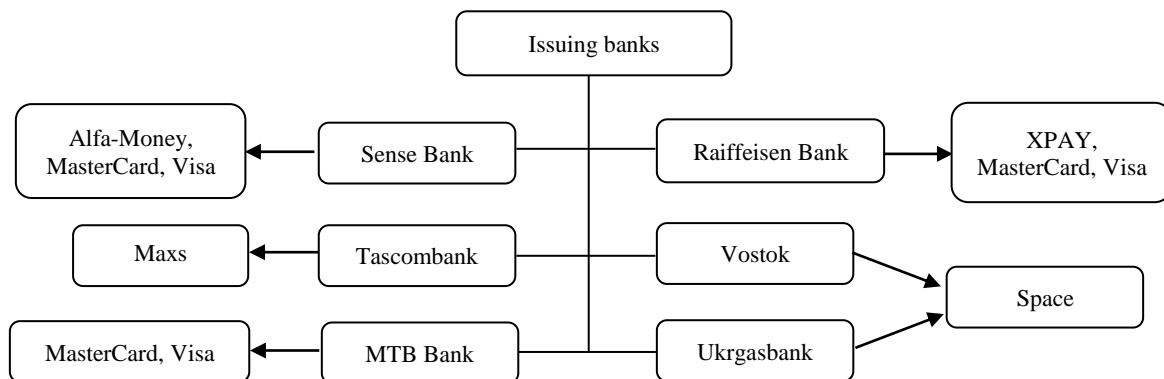 Issuing banks
Alfa-Money,
MasterCard, Visa
Sense Bank
Raiffeisen Bank
XPAY,
MasterCard, Visa
Maxs
Tascombank
Vostok
Space
MasterCard, Visa
MTB Bank
Ukrgasbank